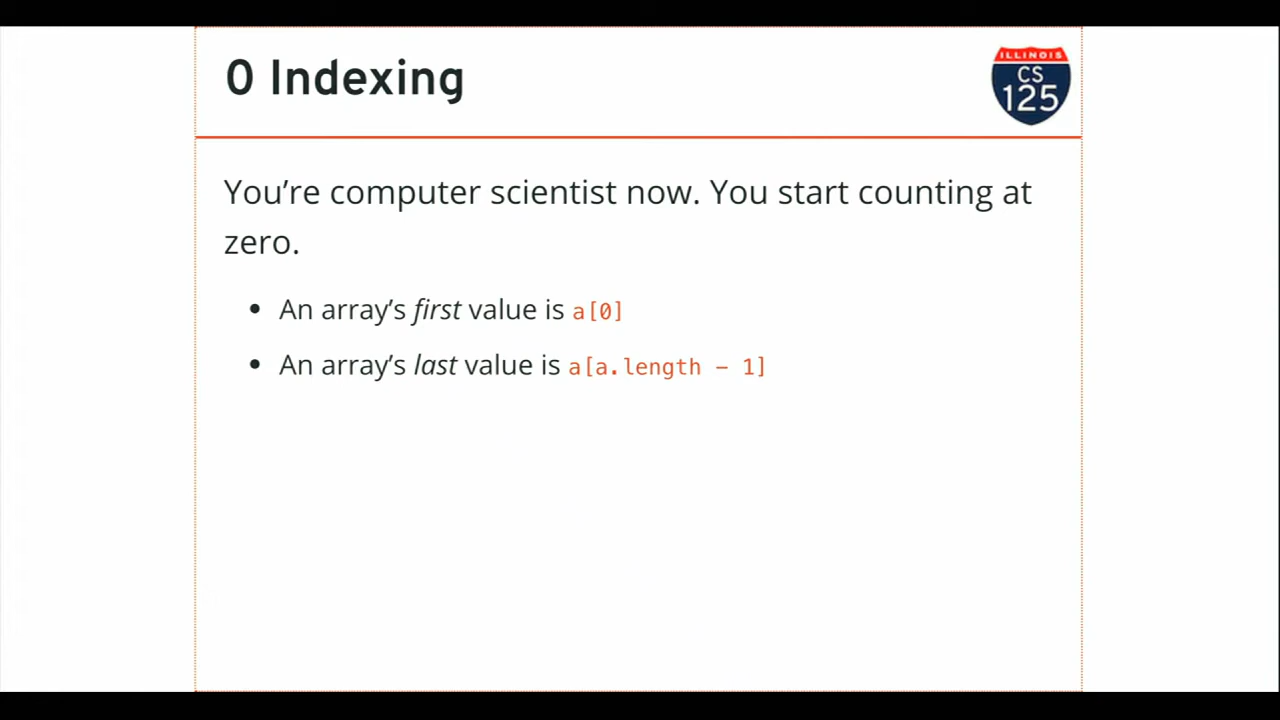 0 Indexing
ILLINOIS
CS
125
You’re computer scientist now. You start counting at
zero.
• An array’s first value is a[0]
• An array’s last value is a[a.length - 1]